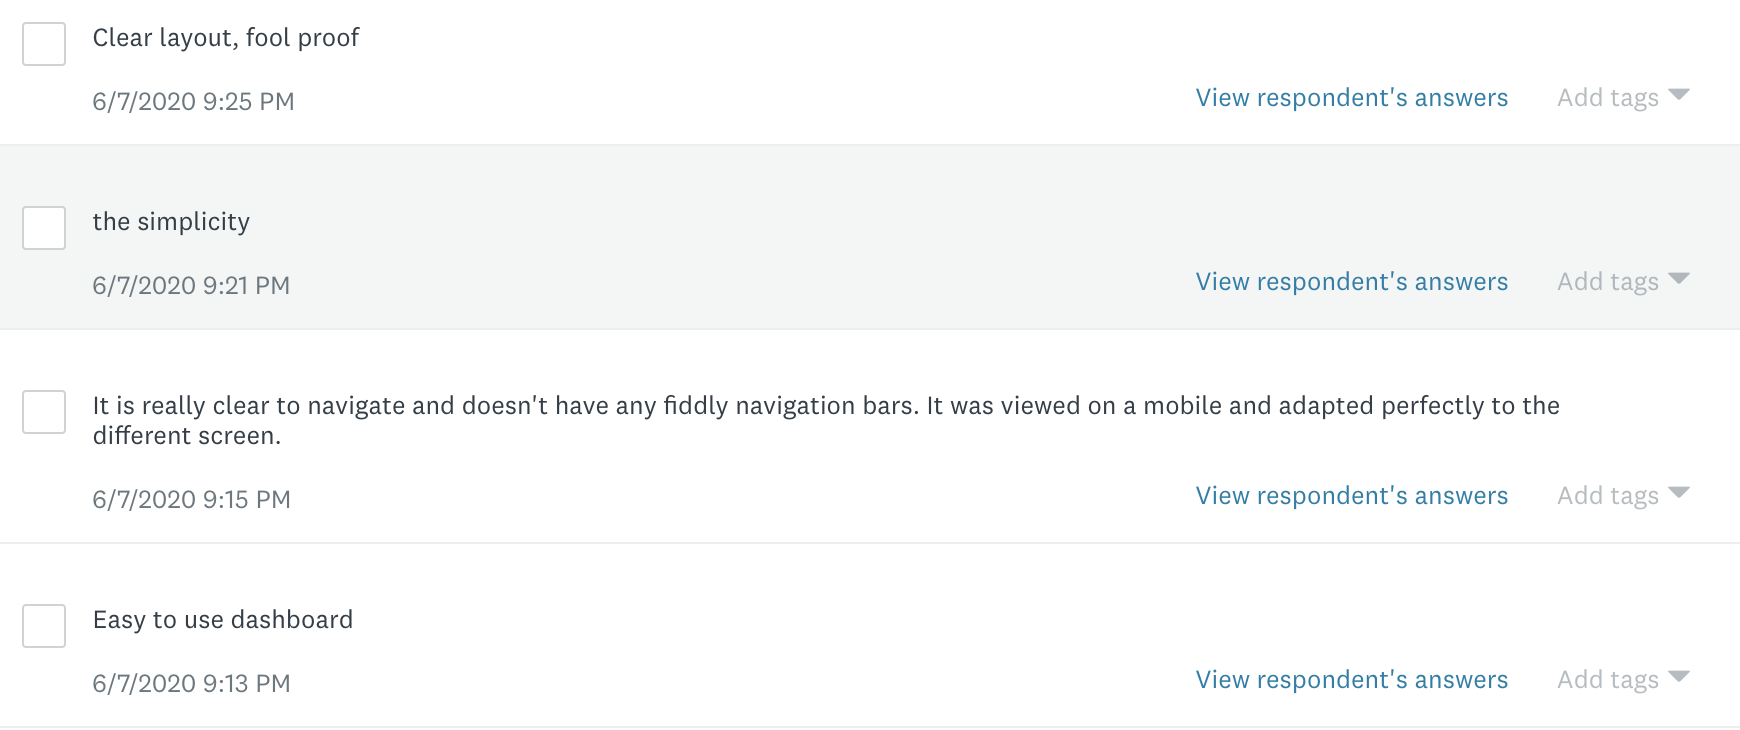 Clear layout, fool proof
6/7/2020 9:25 PM
View respondent's answers
Add tags
the simplicity
6/7/2020 9:21 PM
View respondent's answers
Add tags
It is really clear to navigate and doesn't have any fiddly navigation bars. It was viewed on a mobile and adapted perfectly to the
different screen.
6/7/2020 9:15 PM
View respondent's answers
Add tags
Easy to use dashboard
6/7/2020 9:13 PM
View respondent's answers
Add tags